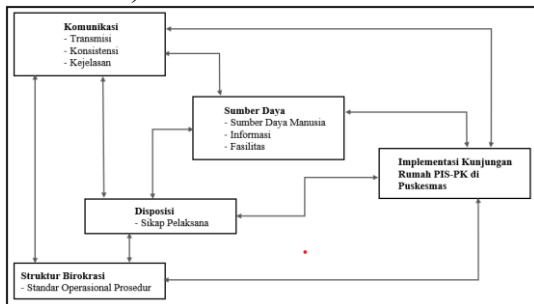 Komunikasi
- Transmisi
- Konsistensi
- Kejelasan
Sumber Daya
- Sumber Daya Manusia
- Informasi
- Fasilitas
Implementasi Kunjungan
Rumah PIS-PK di
Puskesmas
Disposisi
- Sikap Pelaksana
Struktur Birokrasi
- Standar Operasional Prosedur